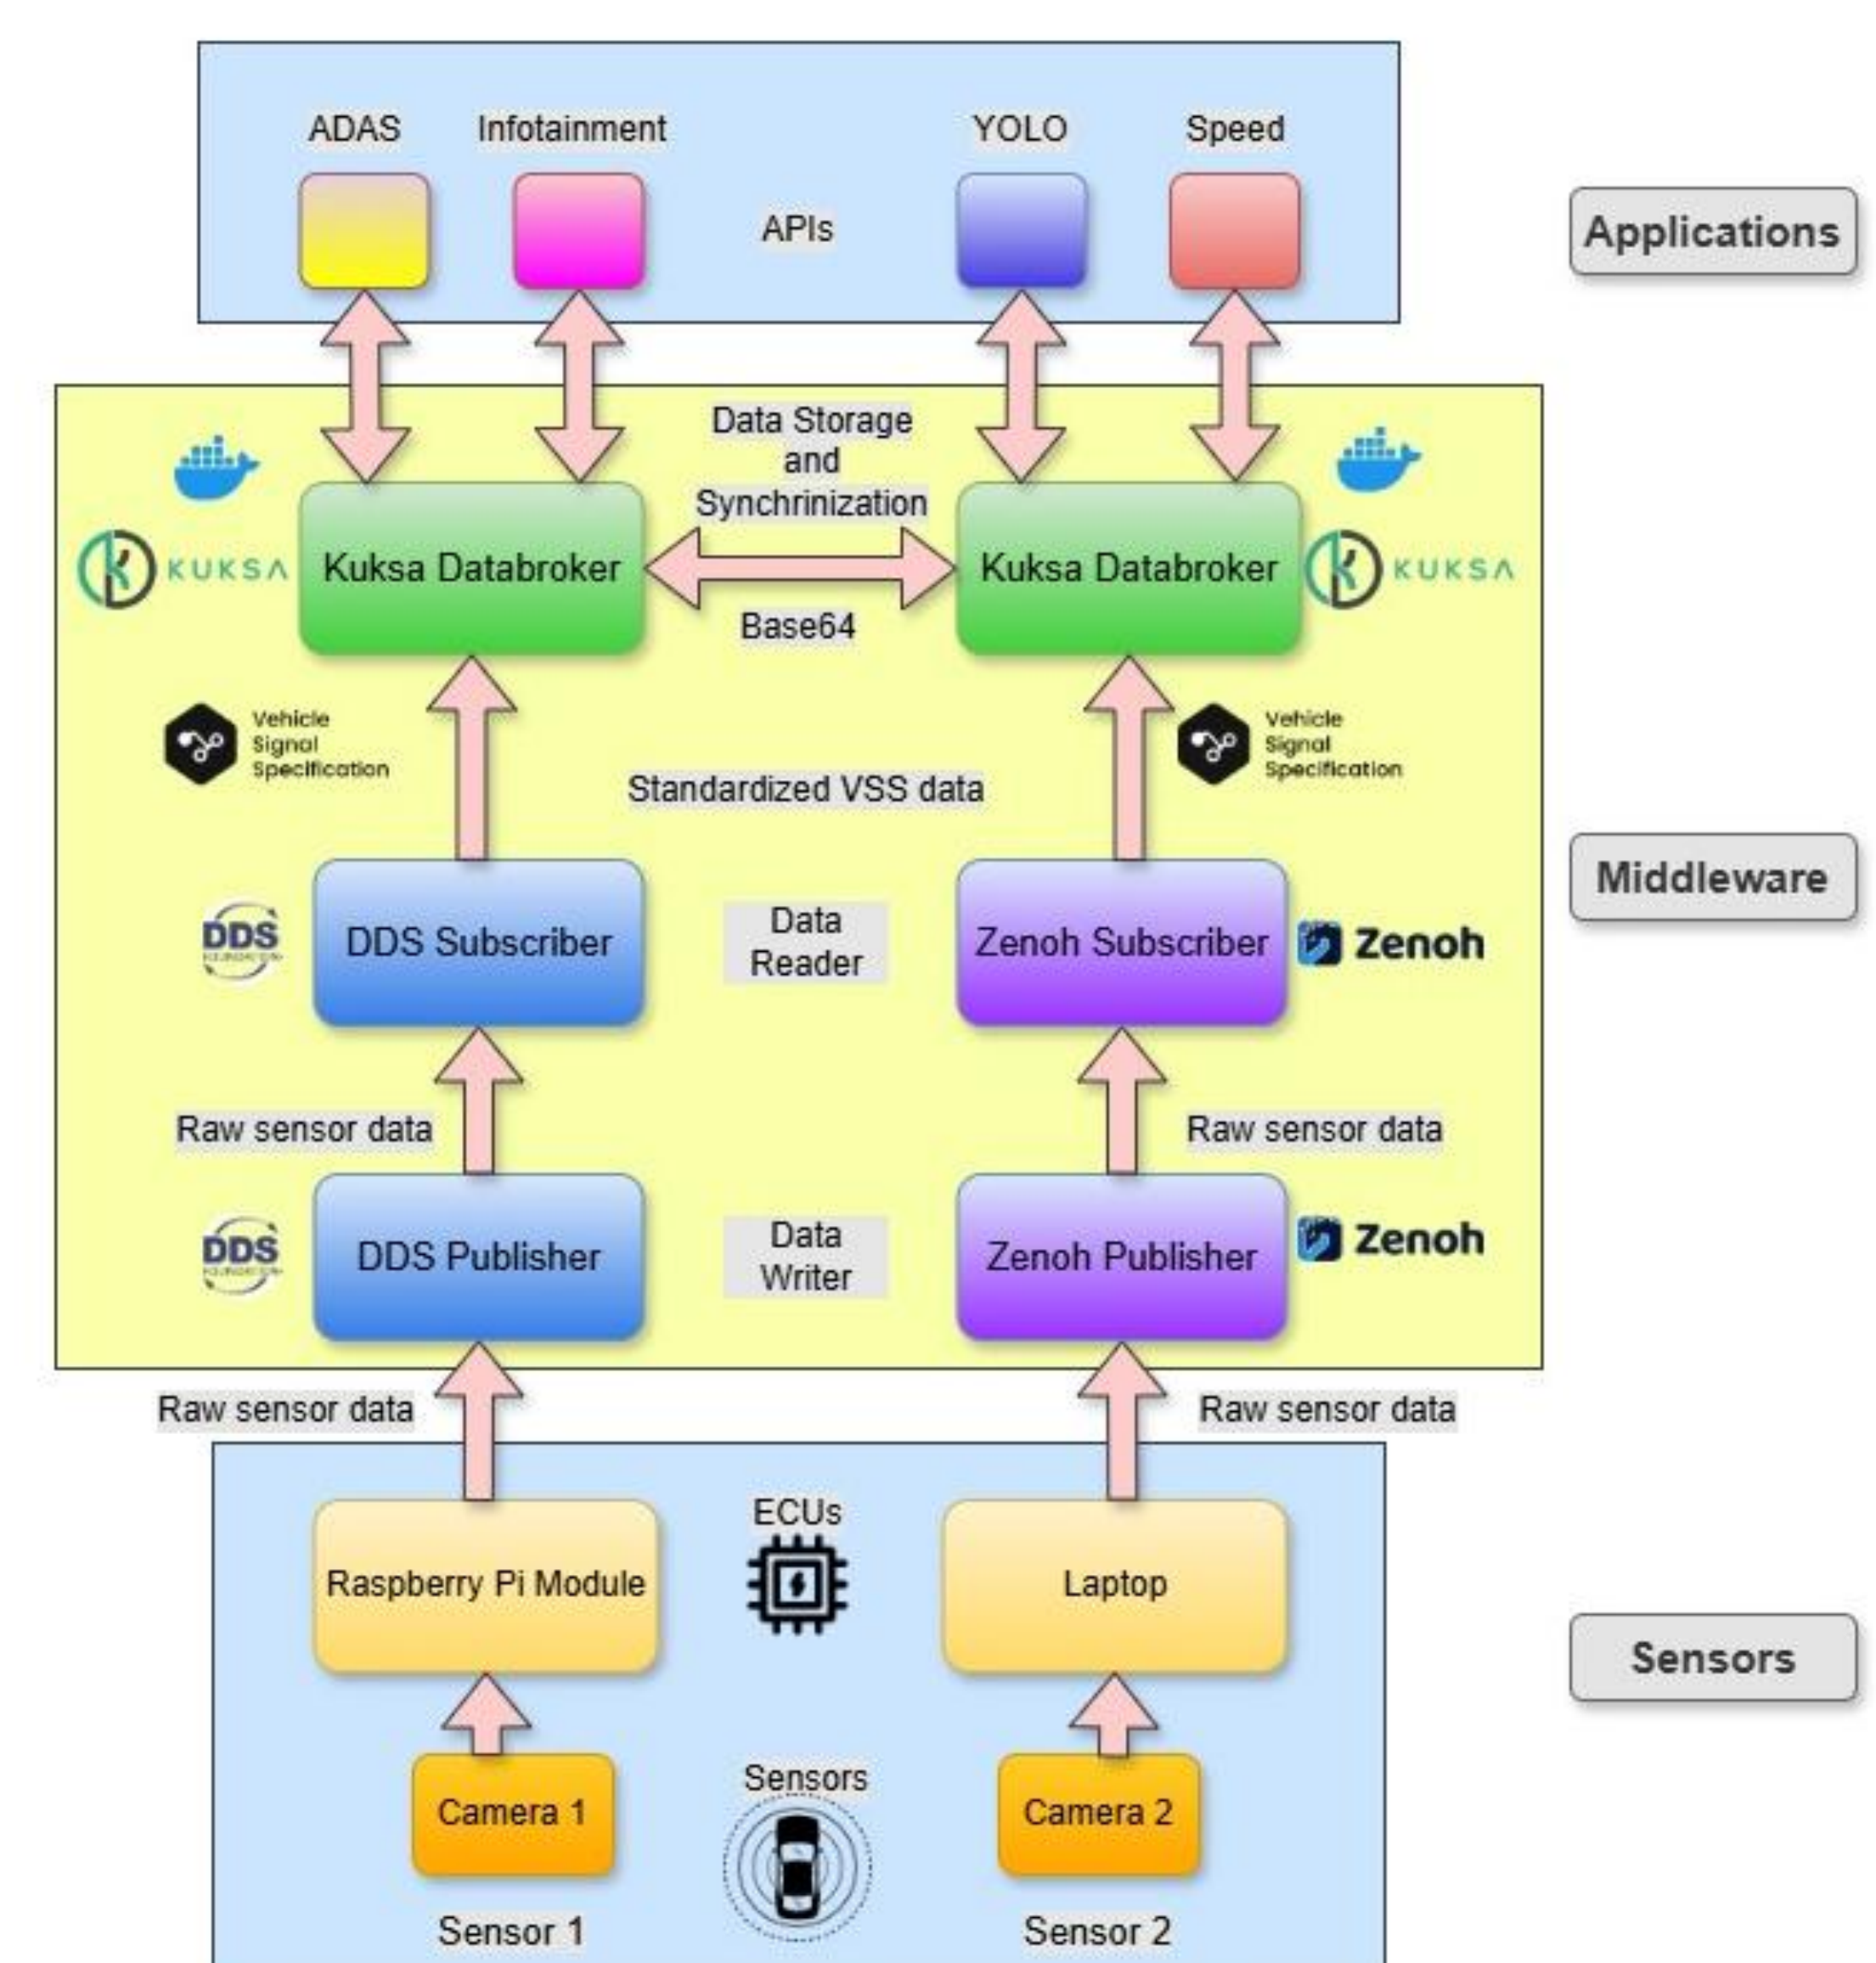 ADAS
Infotainment
YOLO
Speed
APIs
Applications
Data Storage
and
Synchrinization
KUKSA
Kuksa Databroker
Kuksa Databroker
KUKSA
Base64
Vehicle
Signal
Specification
Vehicle
Signal
Specification
Standardized VSS data
Middleware
DDS
DDS Subscriber
Data
Reader
Zenoh Subscriber
Zenoh
Raw sensor data
Raw sensor data
DDS
DDS Publisher
Data
Writer
Zenoh Publisher
Zenoh
Raw sensor data
Raw sensor data
ECUs
Raspberry Pi Module
Laptop
Sensors
Sensors
Camera 1
Camera 2
Sensor 1
Sensor 2